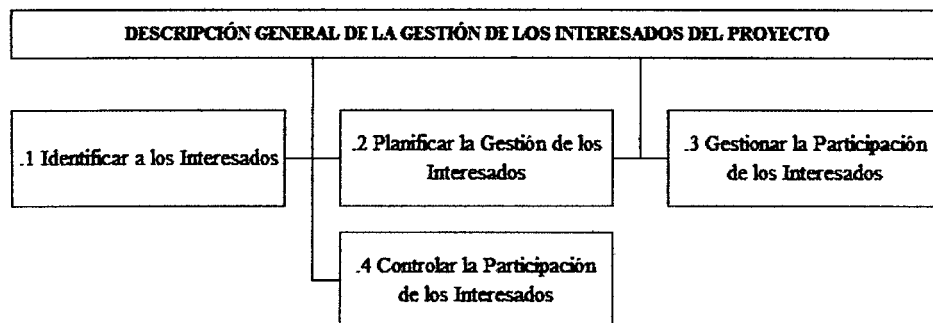 DESCRIPCIÓN GENERAL DE LA GESTIÓN DE LOS INTERESADOS DEL PROYECTO
.1 Identificar a los Interesados
.2 Planificar la Gestión de los
Interesados
.3 Gestionar la Participación
de los Interesados
.4 Controlar la Participación
de los Interesados